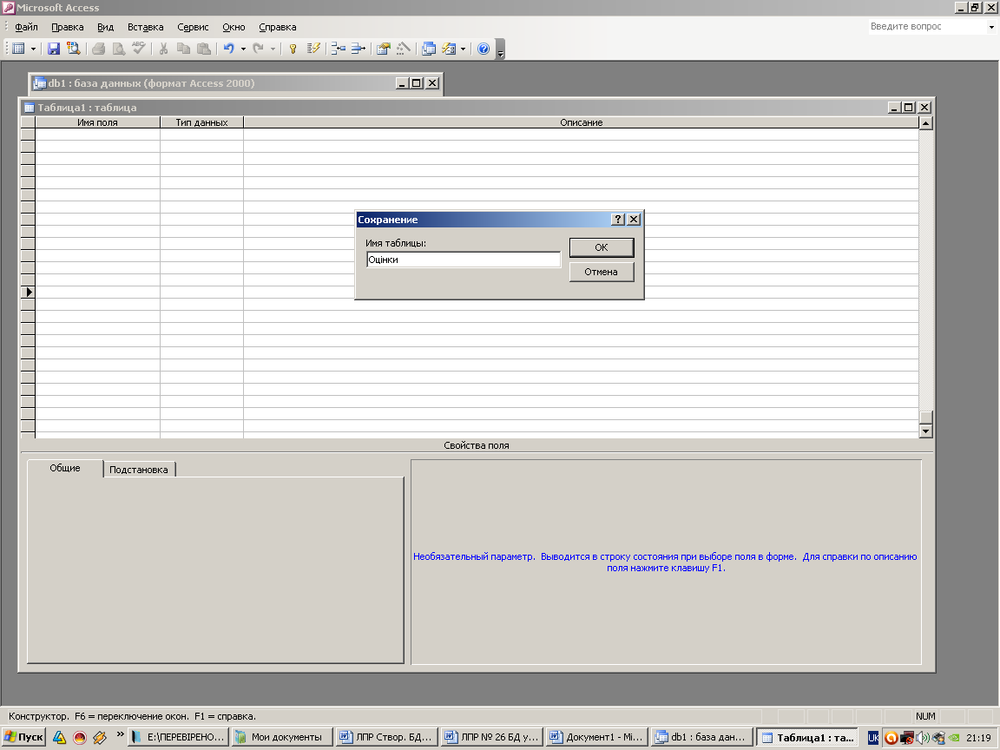 Microsoft Access
Файл Правка Вид Вставка Сервис Окно Справка
Введите вопрос
db1 : база данных (формат Access 2000)
Таблица1 : таблица
Имя поля Тип данных Описание
Сохранение
Имя таблицы:
Оцінки
ОК
Отмена
Свойства поля
Общие Подстановка
Необязательный параметр. Выводится в строку состояния при выборе поля в форме. Для справки по описанию
поля нажмите клавишу F1.
Конструктор. F6 = переключение окон. F1 = справка.
NUM
Пуск
E:\ПЕРЕВІРЕНО...
Мои документы
ЛПР Створ. БД...
ЛПР № 26 БД у...
Документ1 - Mi...
db1 : база дан...
Таблица1 : та...
UK
21:19